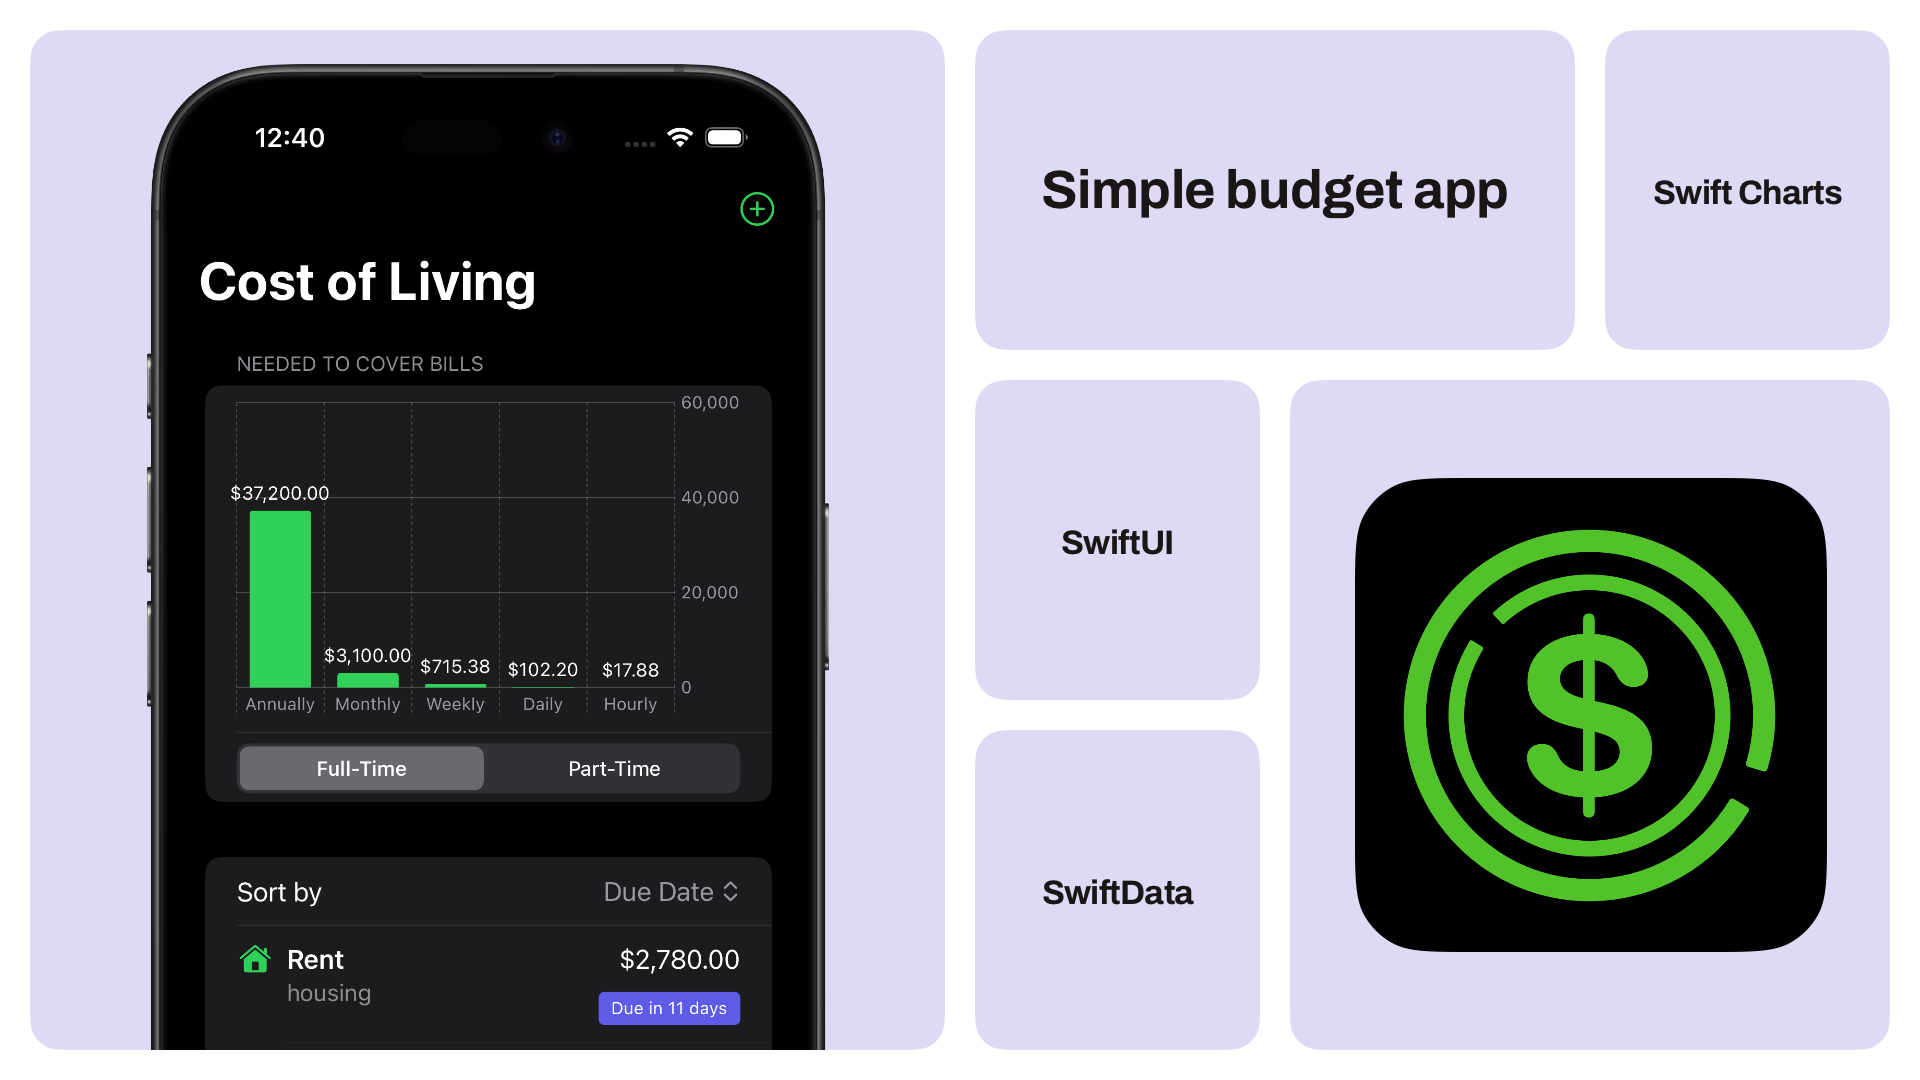 12:40
Cost of Living
NEEDED TO COVER BILLS
60,000
$37,200.00
40,000
20,000
$3,100.00
$715.38
$102.20
$17.88
0
Annually
Monthly
Weekly
Daily
Hourly
Full-Time
Part-Time
Sort by
Due Date
Rent
$2,780.00
housing
Due in 11 days
Simple budget app
Swift Charts
SwiftUI
SwiftData
$